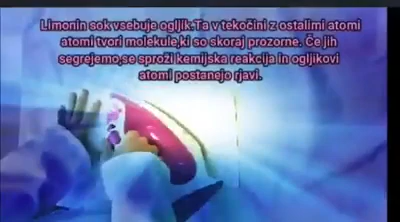 Limonin sok vsebuje ogljik.Ta v tekočini z ostalimi atomi
atomi tvori molekule,ki so skoraj prozorne. Če jih
segrejemo,se sproži kemijska reakcija in ogljikovi
atomi postanejo rjavi.